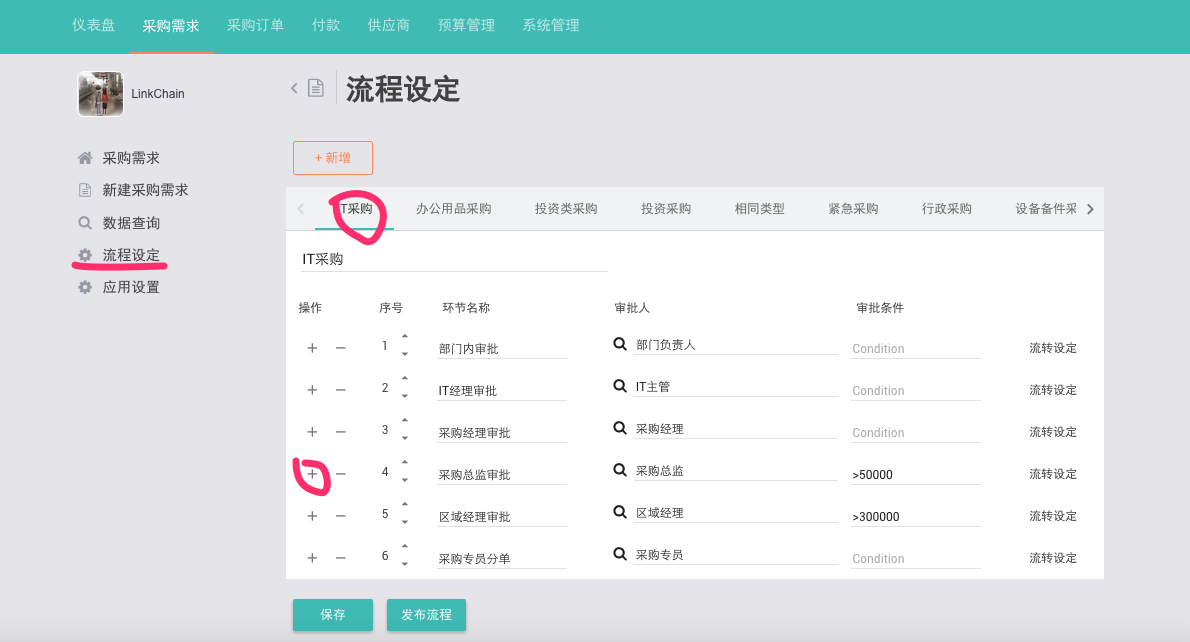 仪表盘 采购需求 采购订单 付款 供应商 预算管理 系统管理
LinkChain
流程设定
采购需求
新建采购需求
数据查询
流程设定
应用设置
+ 新增
IT采购 办公用品采购 投资类采购 投资采购 相同类型 紧急采购 行政采购 设备备件采
IT采购
操作 序号 环节名称 审批人 审批条件
+ − 1 部门内审批 部门负责人 Condition 流转设定
+ − 2 IT经理审批 IT主管 Condition 流转设定
+ − 3 采购经理审批 采购经理 Condition 流转设定
+ − 4 采购总监审批 采购总监 >50000 流转设定
+ − 5 区域经理审批 区域经理 >300000 流转设定
+ − 6 采购专员分单 采购专员 Condition 流转设定
保存 发布流程